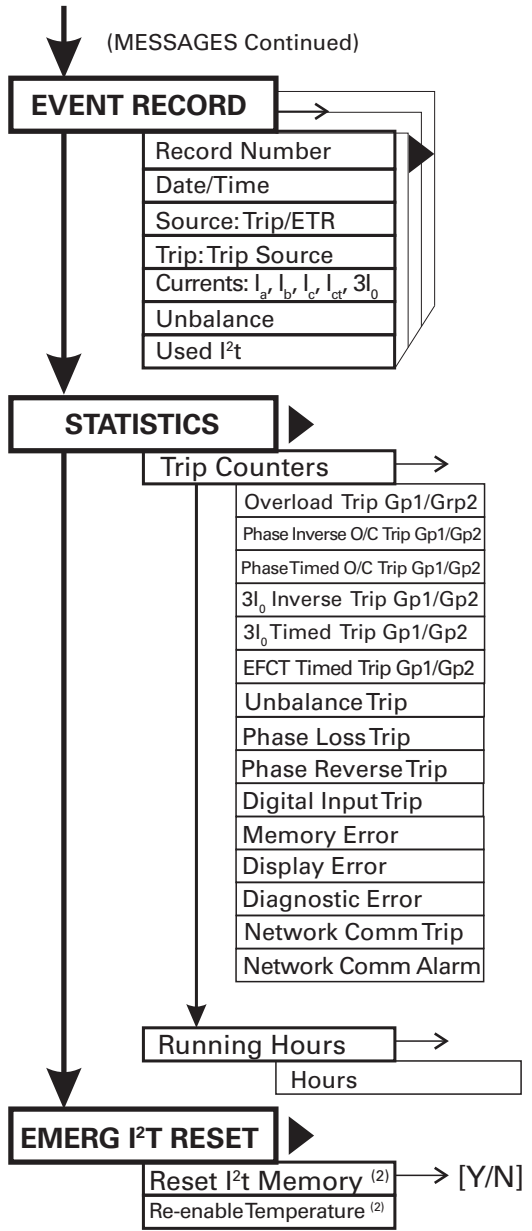 (MESSAGES Continued)
EVENT RECORD
Record Number
Date/Time
Source: Trip/ETR
Trip: Trip Source
Currents: Iₐ, I_b, I_c, I_ct, 3I₀
Unbalance
Used I²t
STATISTICS
Trip Counters
Overload Trip Gp1/Grp2
Phase Inverse O/C Trip Gp1/Gp2
Phase Timed O/C Trip Gp1/Gp2
3I₀ Inverse Trip Gp1/Gp2
3I₀ Timed Trip Gp1/Gp2
EFCT Timed Trip Gp1/Gp2
Unbalance Trip
Phase Loss Trip
Phase Reverse Trip
Digital Input Trip
Memory Error
Display Error
Diagnostic Error
Network Comm Trip
Network Comm Alarm
Running Hours
Hours
EMERG I²T RESET
Reset I²t Memory (2) [Y/N]
Re-enable Temperature (2)